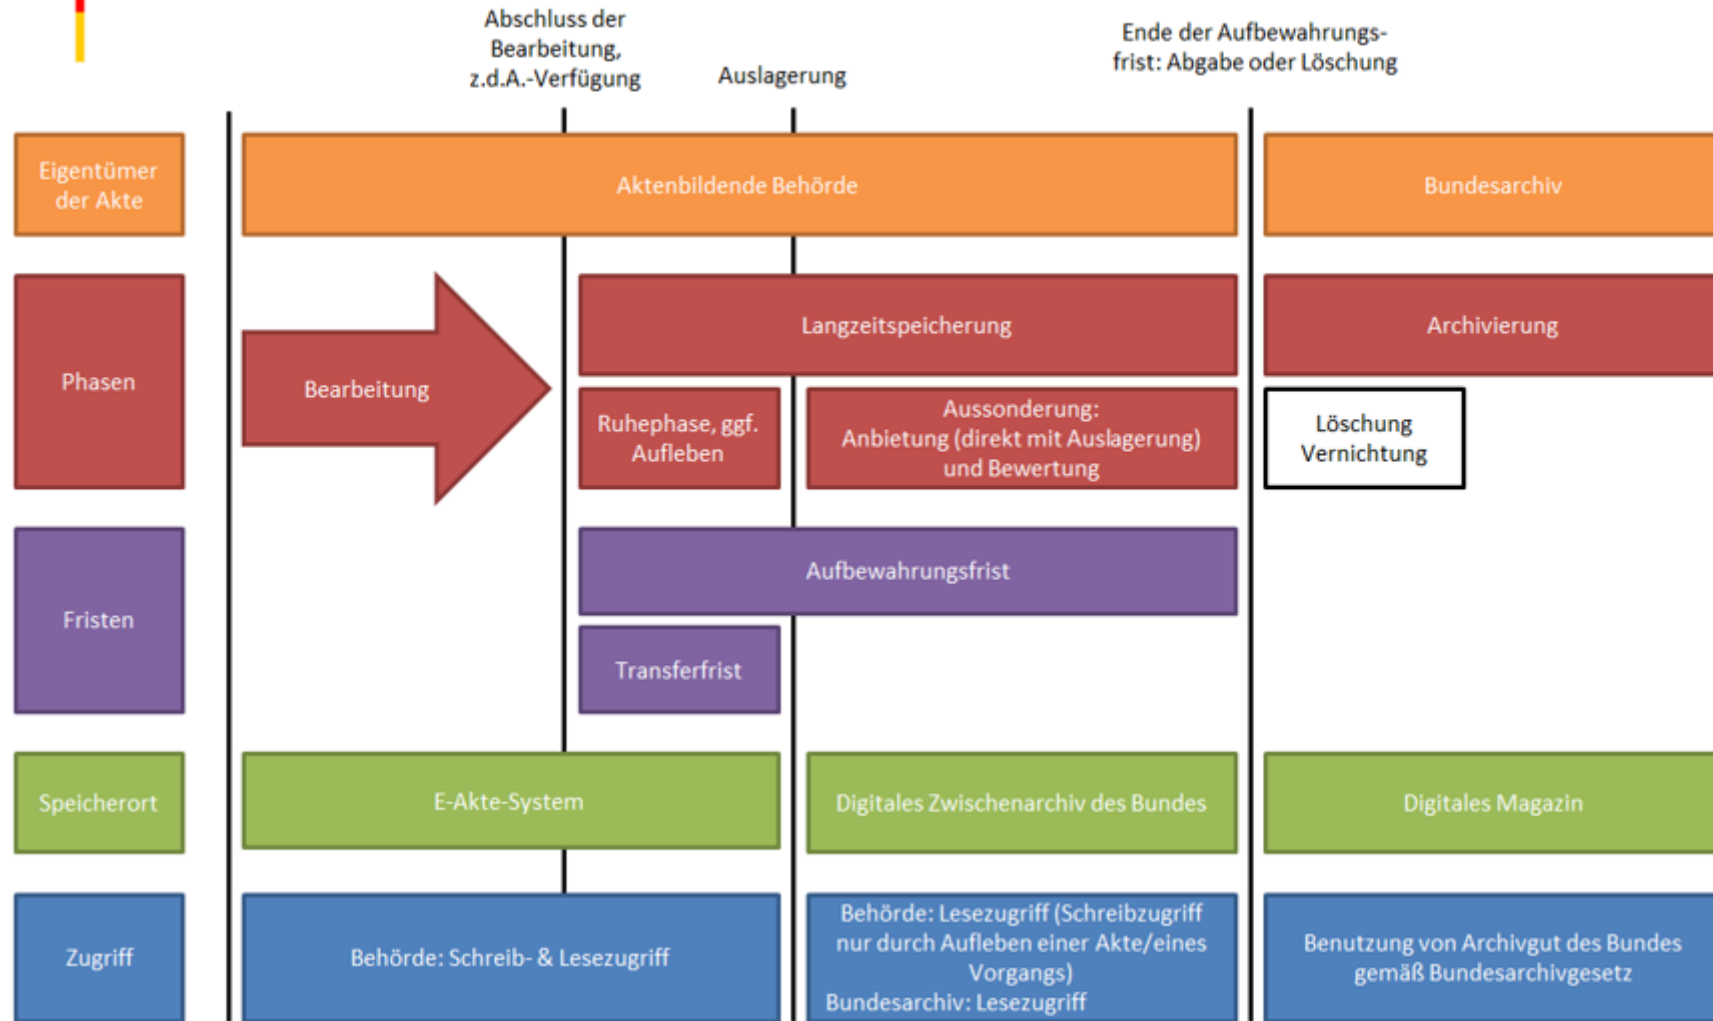 Abschluss der
Bearbeitung,
z.d.A.-Verfügung
Auslagerung
Ende der Aufbewahrungs-
frist: Abgabe oder Löschung
Eigentümer
der Akte
Aktenbildende Behörde
Bundesarchiv
Phasen
Bearbeitung
Langzeitspeicherung
Archivierung
Ruhephase, ggf.
Aufleben
Aussonderung:
Anbietung (direkt mit Auslagerung)
und Bewertung
Löschung
Vernichtung
Fristen
Aufbewahrungsfrist
Transferfrist
Speicherort
E-Akte-System
Digitales Zwischenarchiv des Bundes
Digitales Magazin
Zugriff
Behörde: Schreib- & Lesezugriff
Behörde: Lesezugriff (Schreibzugriff
nur durch Aufleben einer Akte/eines
Vorgangs)
Bundesarchiv: Lesezugriff
Benutzung von Archivgut des Bundes
gemäß Bundesarchivgesetz